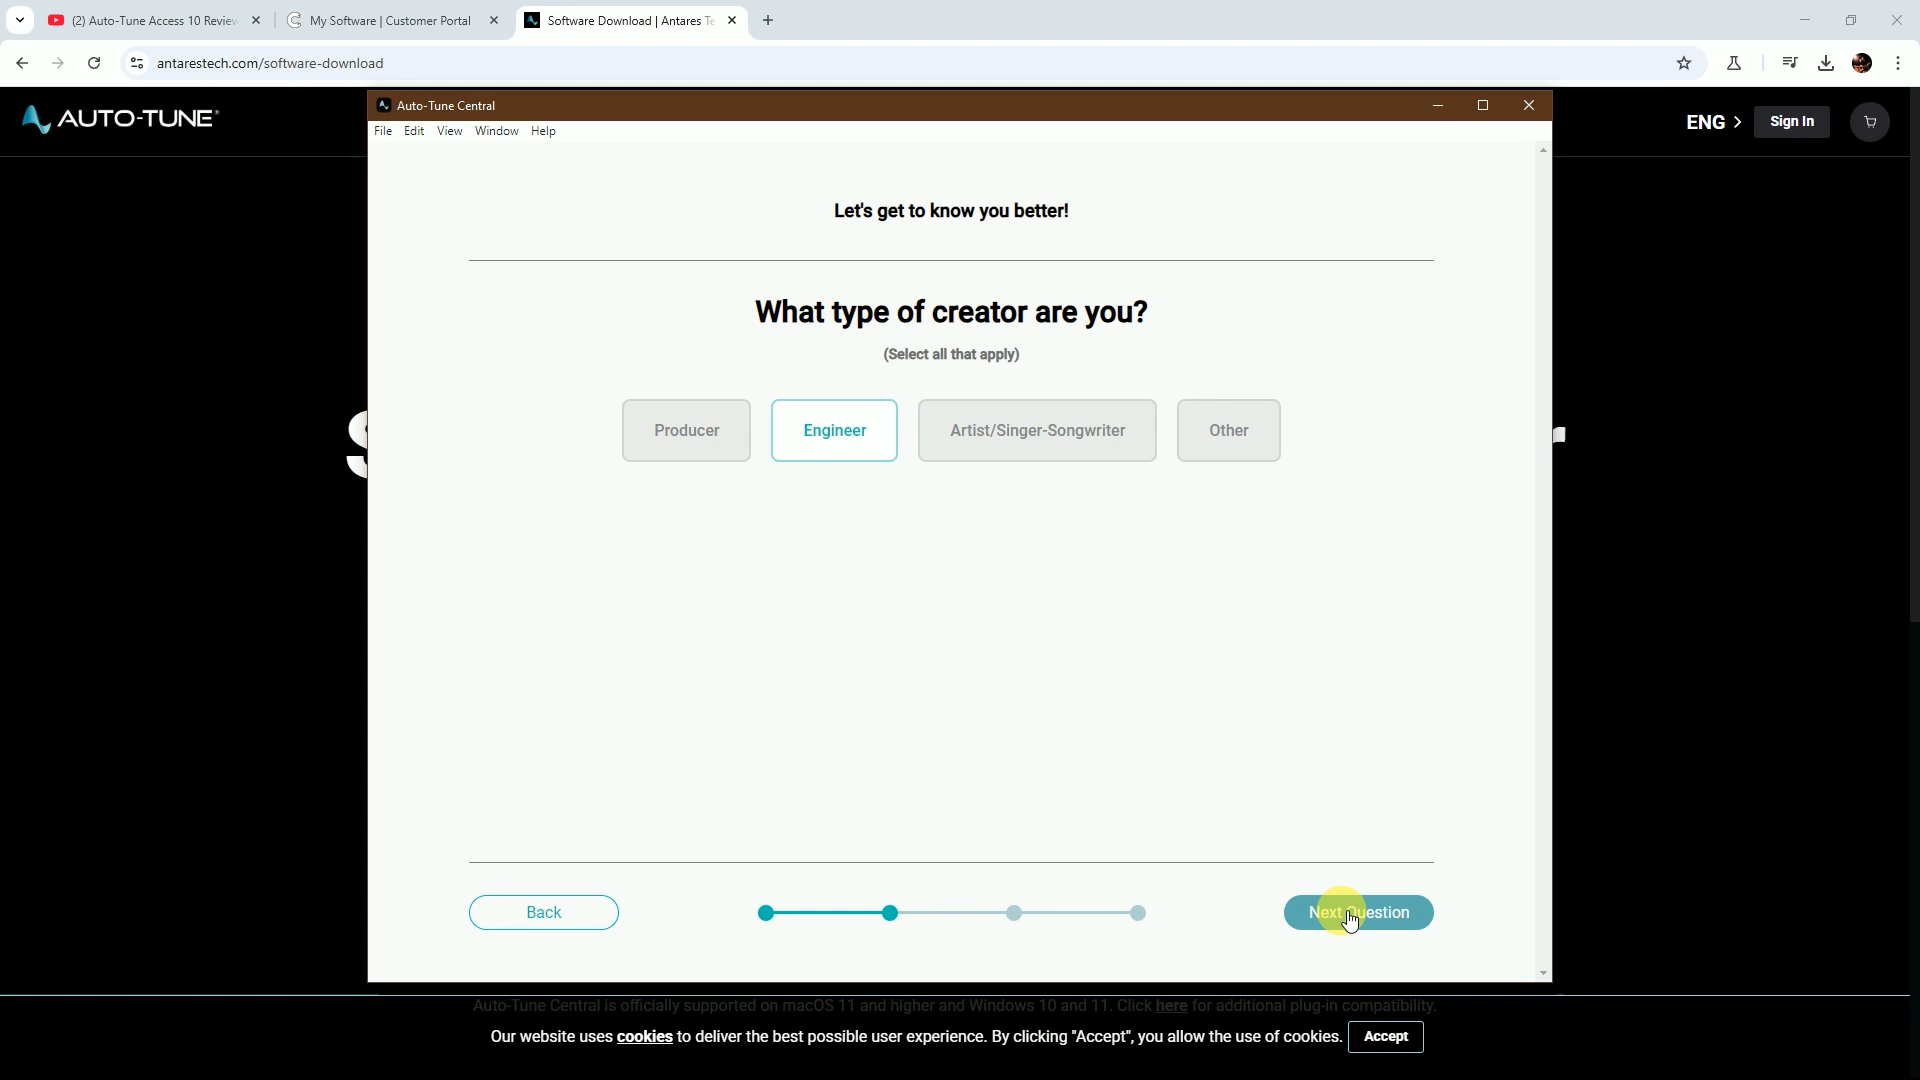 (2) Auto-Tune Access 10 Review
My Software | Customer Portal
Software Download | Antares Te
antarestech.com/software-download
AUTO-TUNE
ENG
Sign In
Auto-Tune Central
File Edit View Window Help
Let's get to know you better!
What type of creator are you?
(Select all that apply)
Producer
Engineer
Artist/Singer-Songwriter
Other
Back
Next Question
Auto-Tune Central is officially supported on macOS 11 and higher and Windows 10 and 11. Click here for additional plug-in compatibility.
Our website uses cookies to deliver the best possible user experience. By clicking "Accept", you allow the use of cookies.
Accept